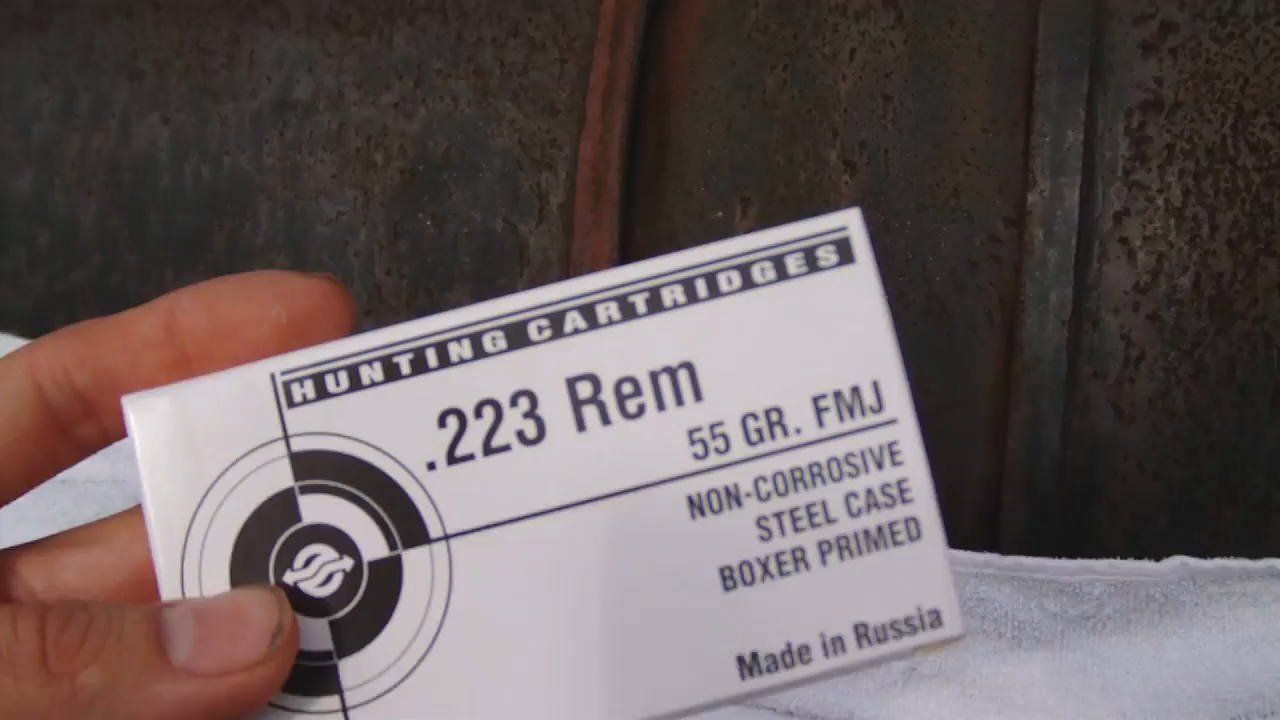 HUNTING CARTRIDGES
.223 Rem
55 GR. FMJ
NON-CORROSIVE
STEEL CASE
BOXER PRIMED
Made in Russia